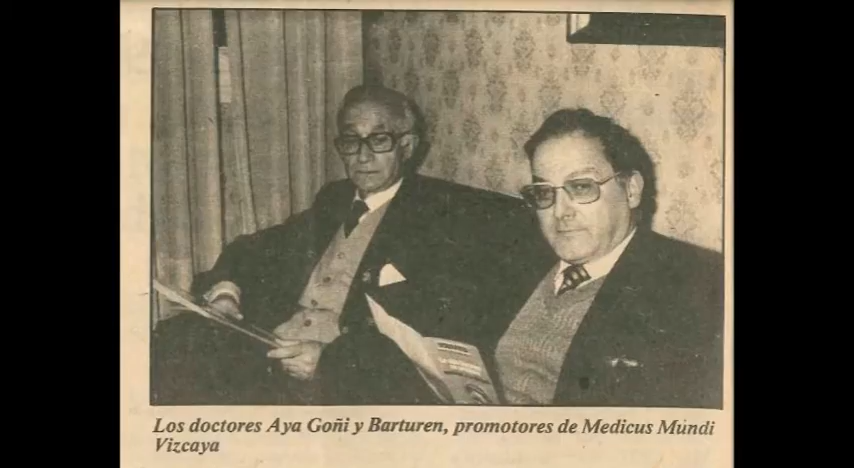 Los doctores Aya Goñi y Barturen, promotores de Medicus Mundi
Vizcaya